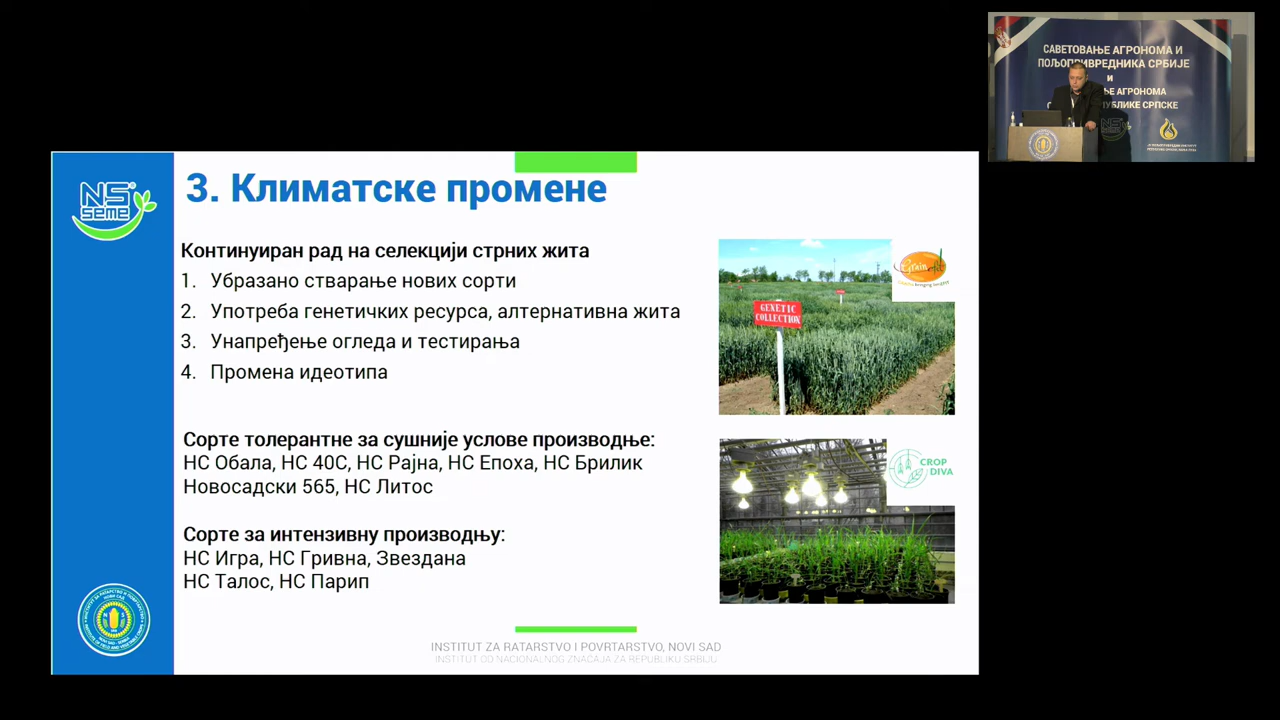 САВЕТОВАЊЕ АГРОНОМА И
ПОЉОПРИВРЕДНИКА СРБИЈЕ
и
ЊЕ АГРОНОМА
ПУБЛИКЕ СРПСКЕ
NS
seme
3. Климатске промене
Континуиран рад на селекцији стрних жита
1. Убразано стварање нових сорти
2. Употреба генетичких ресурса, алтернативна жита
3. Унапређење огледа и тестирања
4. Промена идеотипа
GENETIC
COLLECTION
Сорте толерантне за сушније услове производње:
НС Обала, НС 40С, НС Рајна, НС Епоха, НС Брилик
Новосадски 565, НС Литос
CROP
DIVA
Сорте за интензивну производњу:
НС Игра, НС Гривна, Звездана
НС Талос, НС Парип
INSTITUT ZA RATARSTVO I POVRTARSTVO, NOVI SAD
INSTITUT OD NACIONALNOG ZNAČAJA ZA REPUBLIKU SRBIJU